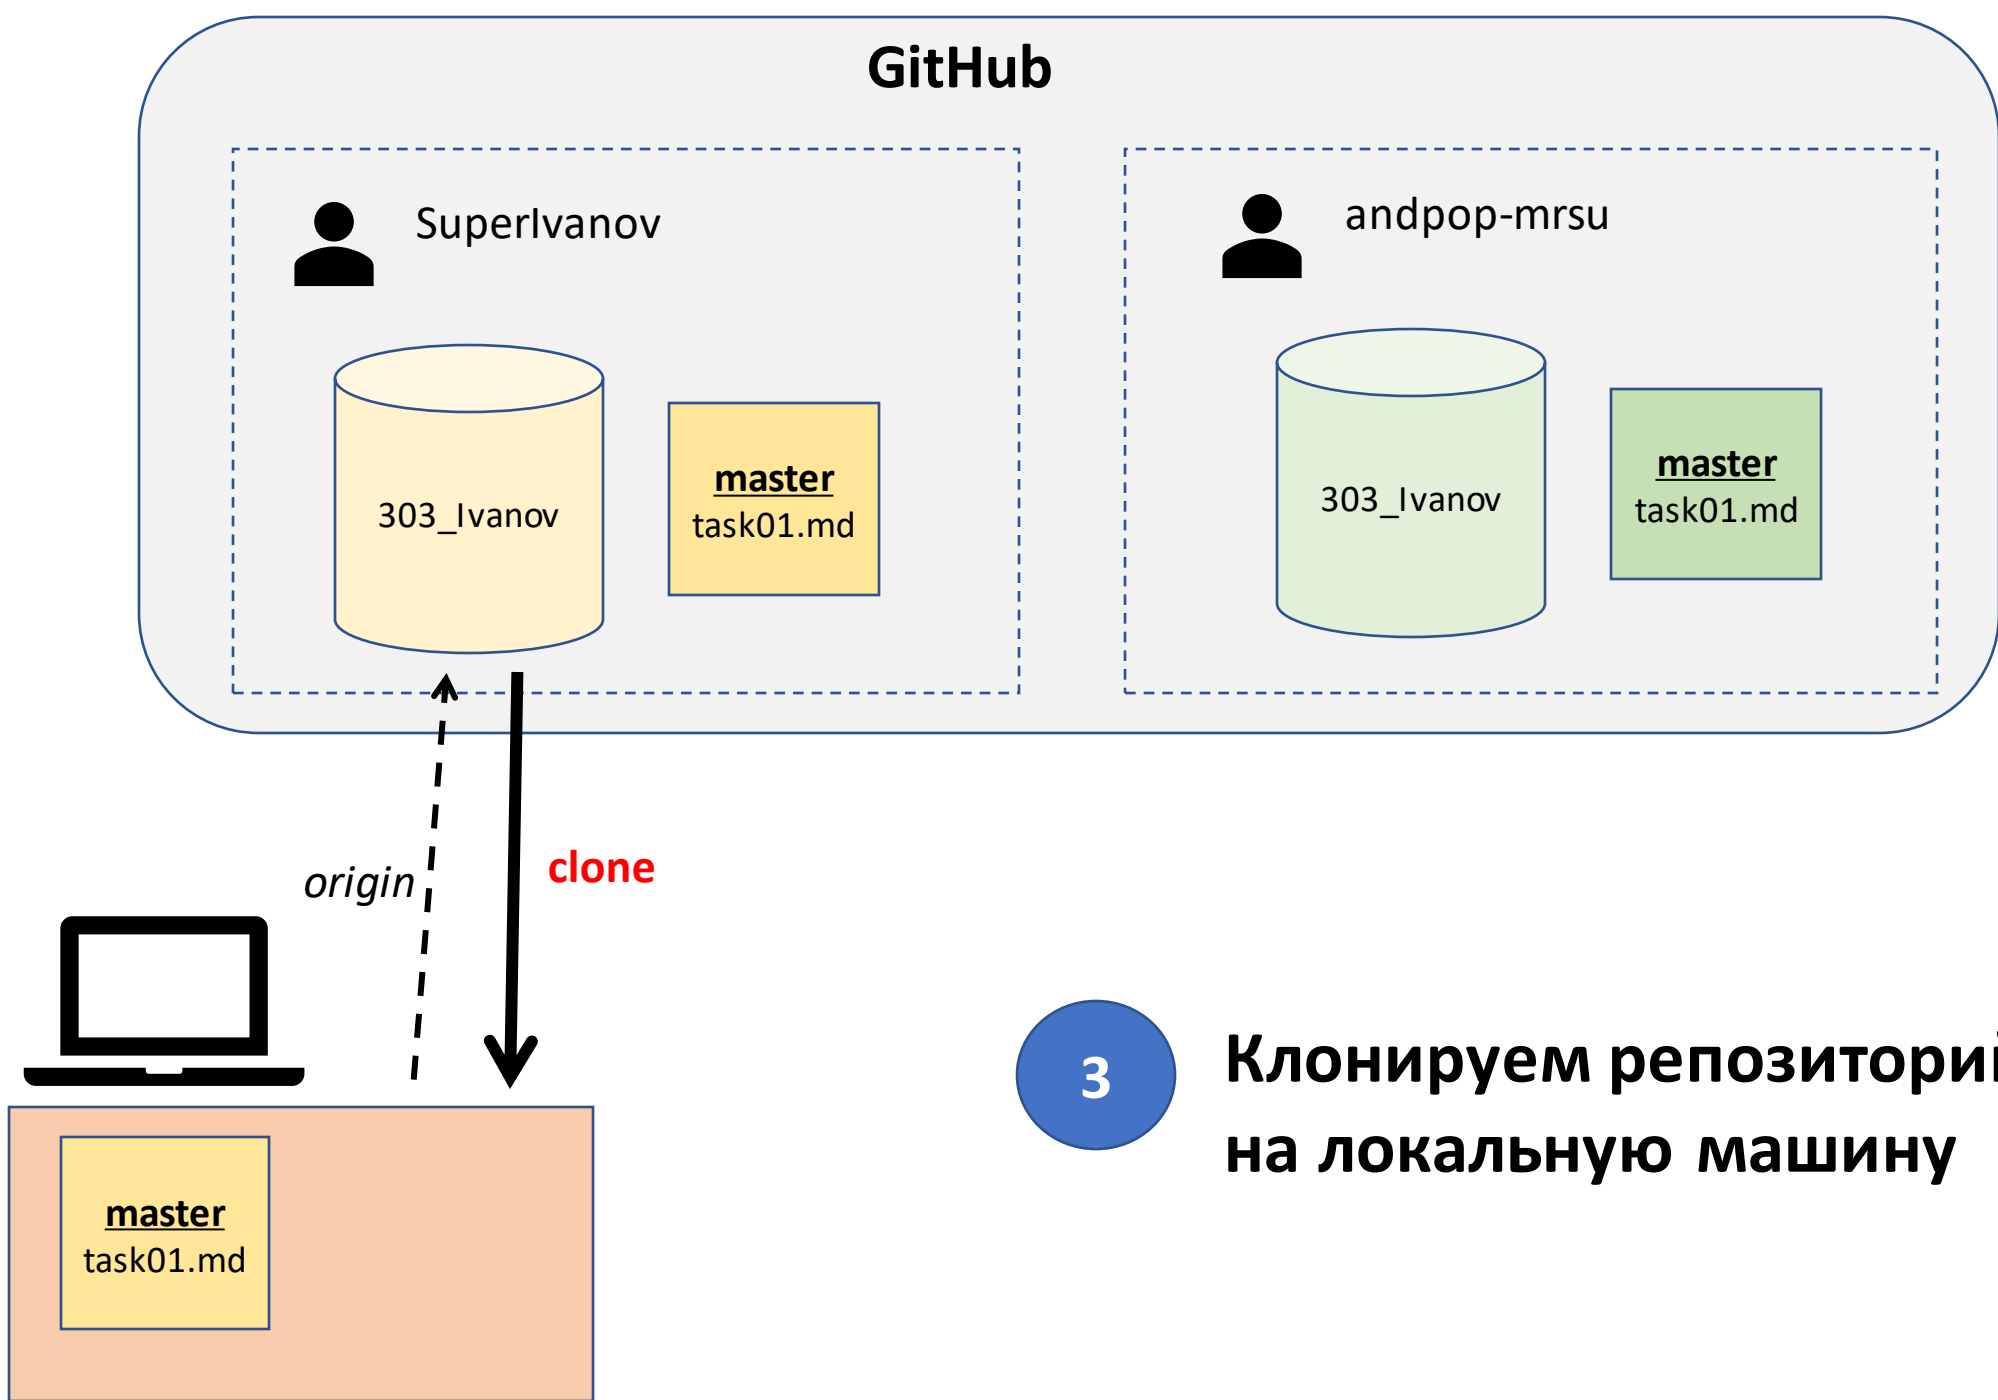 GitHub
SuperIvanov
andpop-mrsu
303_Ivanov
master
task01.md
303_Ivanov
master
task01.md
origin
clone
3
Клонируем репозиторий
на локальную машину
master
task01.md